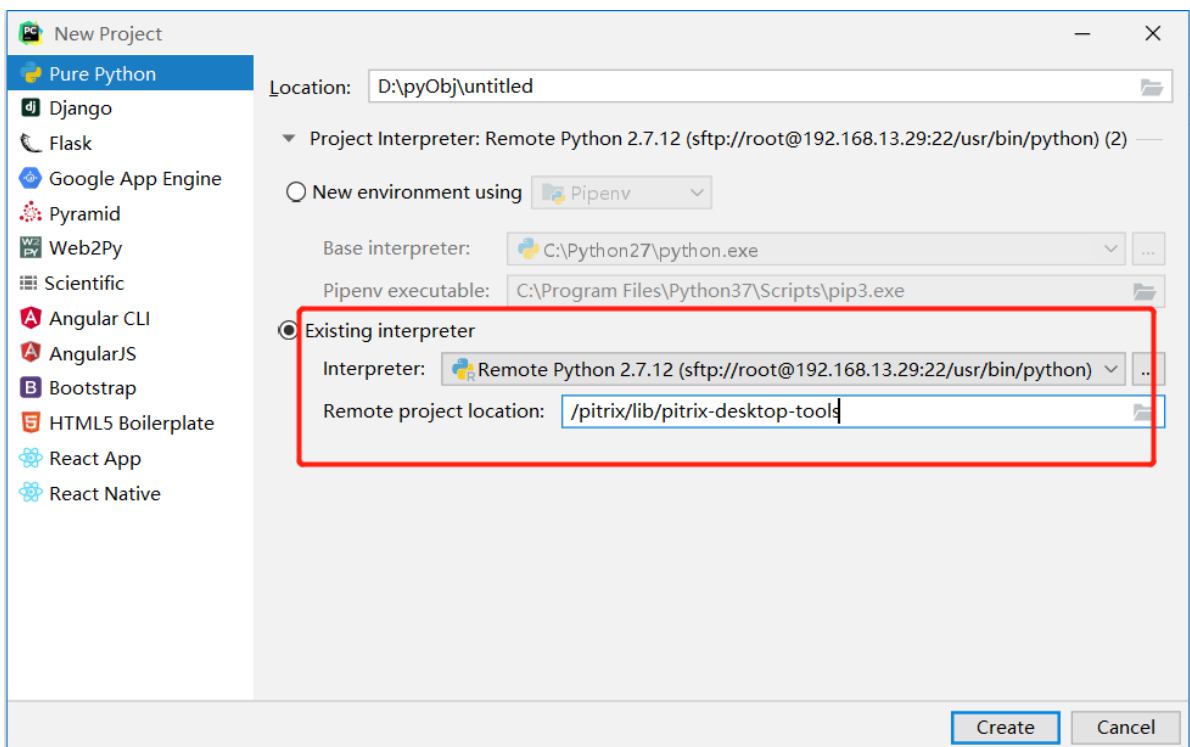 New Project
Pure Python
Django
Flask
Google App Engine
Pyramid
Web2Py
Scientific
Angular CLI
AngularJS
Bootstrap
HTML5 Boilerplate
React App
React Native
Location: D:\pyObj\untitled
Project Interpreter: Remote Python 2.7.12 (sftp://root@192.168.13.29:22/usr/bin/python) (2)
New environment using Pipenv
Base interpreter: C:\Python27\python.exe ...
Pipenv executable: C:\Program Files\Python37\Scripts\pip3.exe
Existing interpreter
Interpreter: Remote Python 2.7.12 (sftp://root@192.168.13.29:22/usr/bin/python) ...
Remote project location: /pitrix/lib/pitrix-desktop-tools
Create Cancel